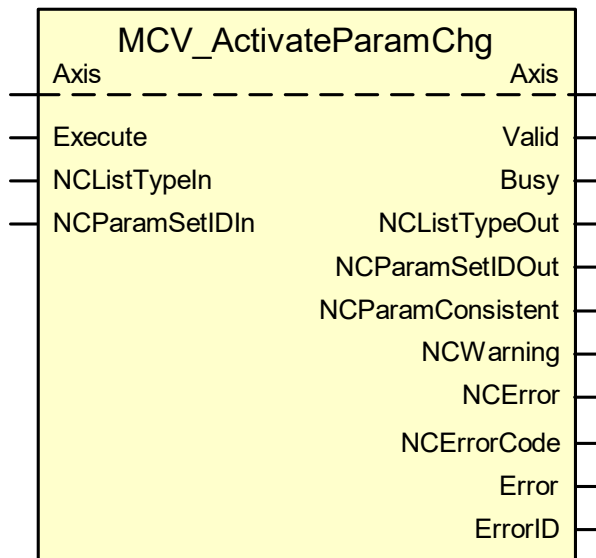 MCV_ActivateParamChg
Axis Axis
Execute Valid
NCListTypeIn Busy
NCParamSetIDIn NCListTypeOut
NCParamSetIDOut
NCParamConsistent
NCWarning
NCError
NCErrorCode
Error
ErrorID